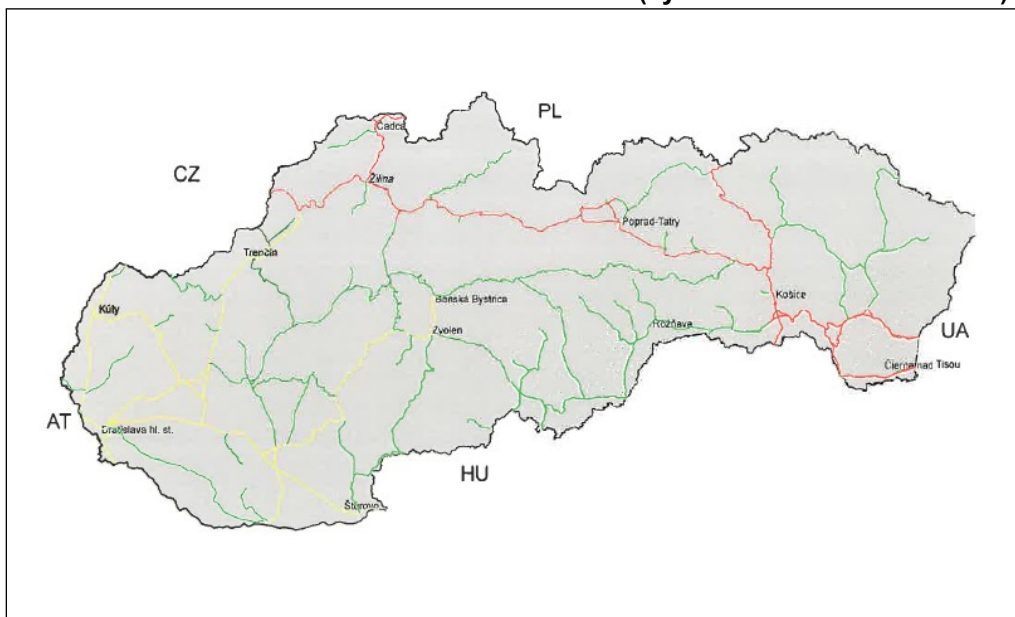 PL
Čadca
CZ
Žilina
Poprad-Tatry
Trenčín
Banská Bystrica
Košice
Kúty
Zvolen
Rožňava
UA
Čierna nad Tisou
AT
Bratislava hl. st.
HU
Štúrovo